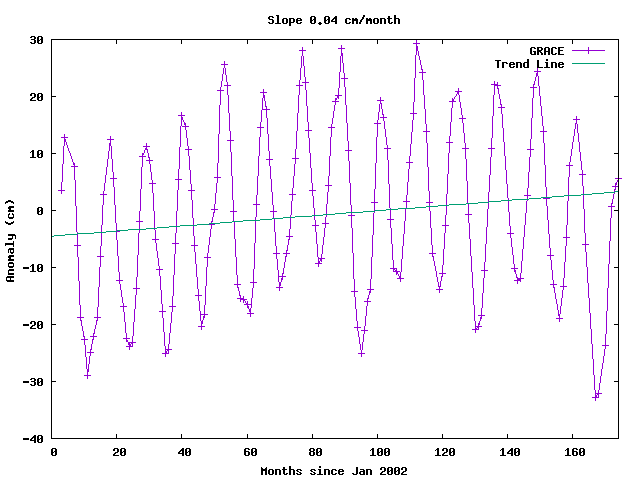 Slope 0.04 cm/month
GRACE
Trend Line
30
20
10
0
-10
-20
-30
-40
Anomaly (cm)
0 20 40 60 80 100 120 140 160
Months since Jan 2002